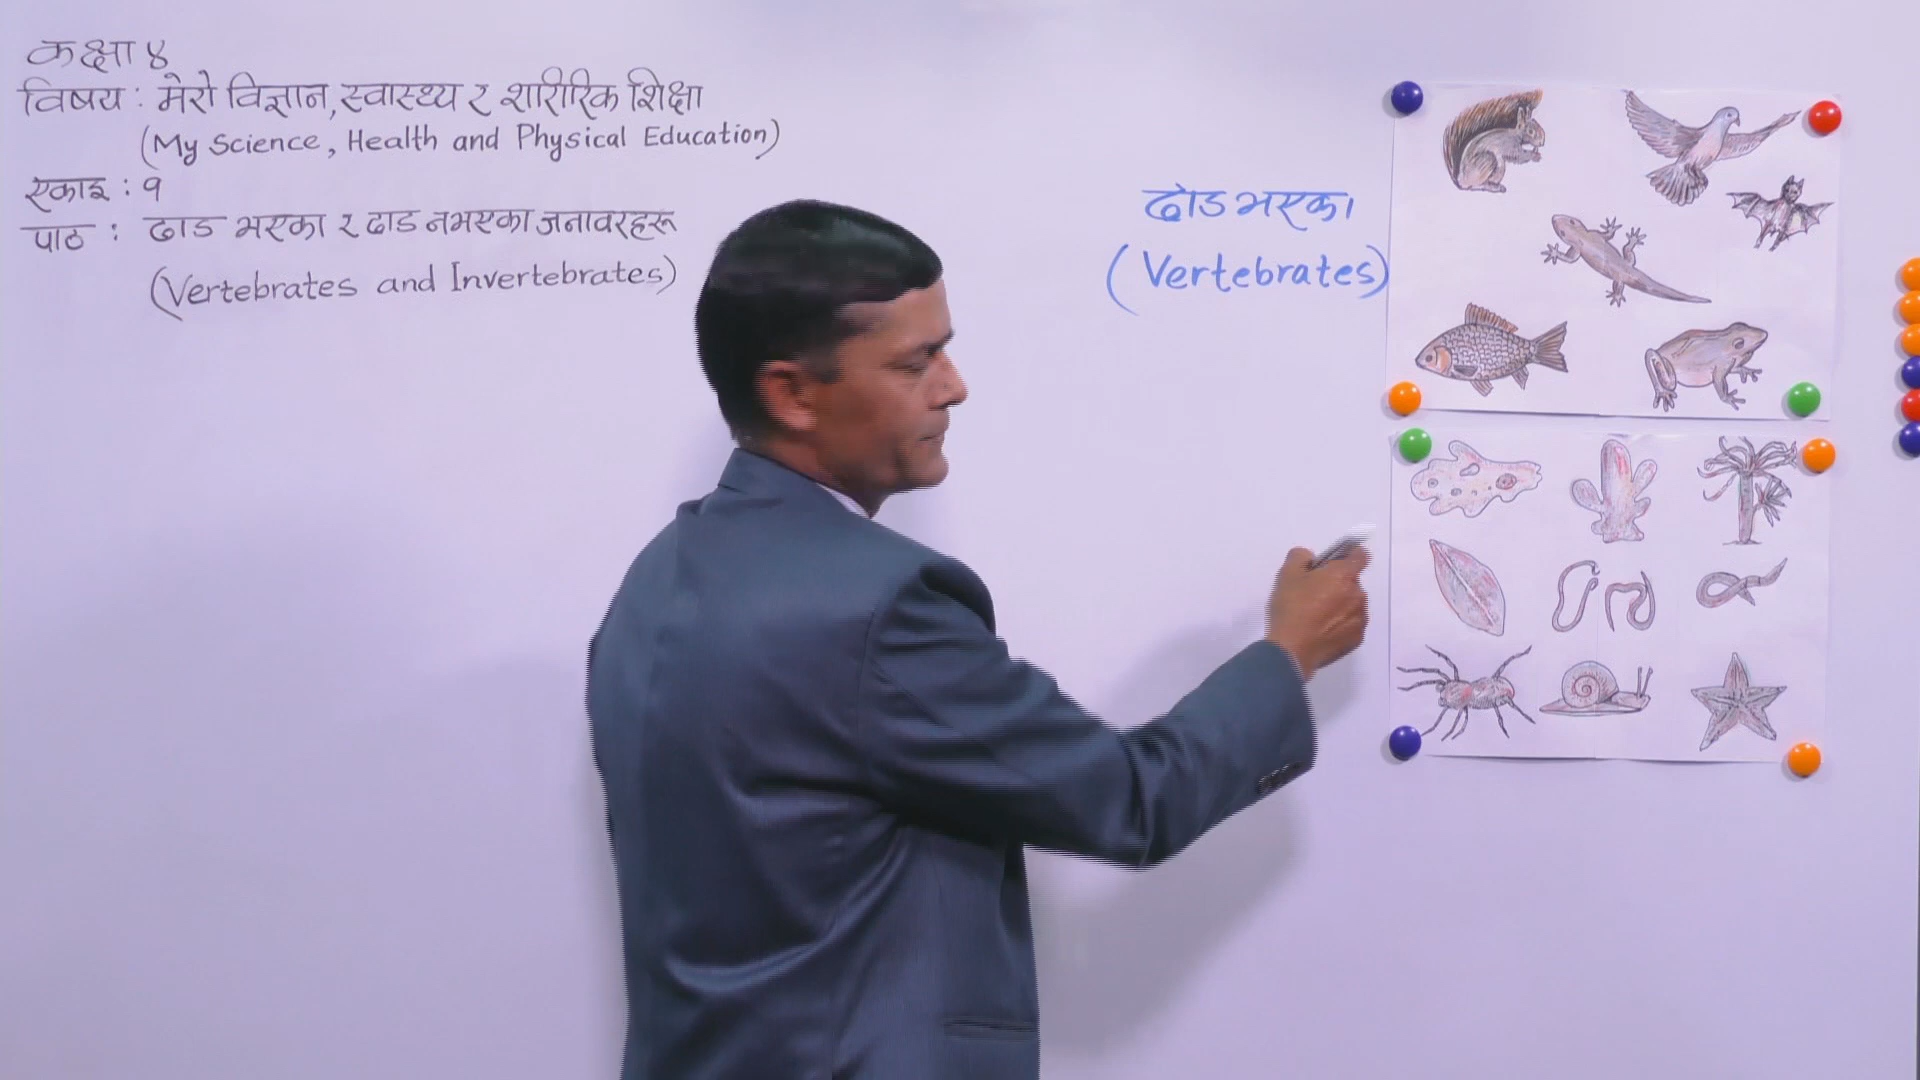 कक्षा ४
विषय : मेरो विज्ञान, स्वास्थ्य र शारीरिक शिक्षा
(My Science, Health and Physical Education)
एकाइ : १
पाठ : ढाड भएका र ढाड नभएका जनावरहरू
(Vertebrates and Invertebrates)
ढाड भएका
(Vertebrates)